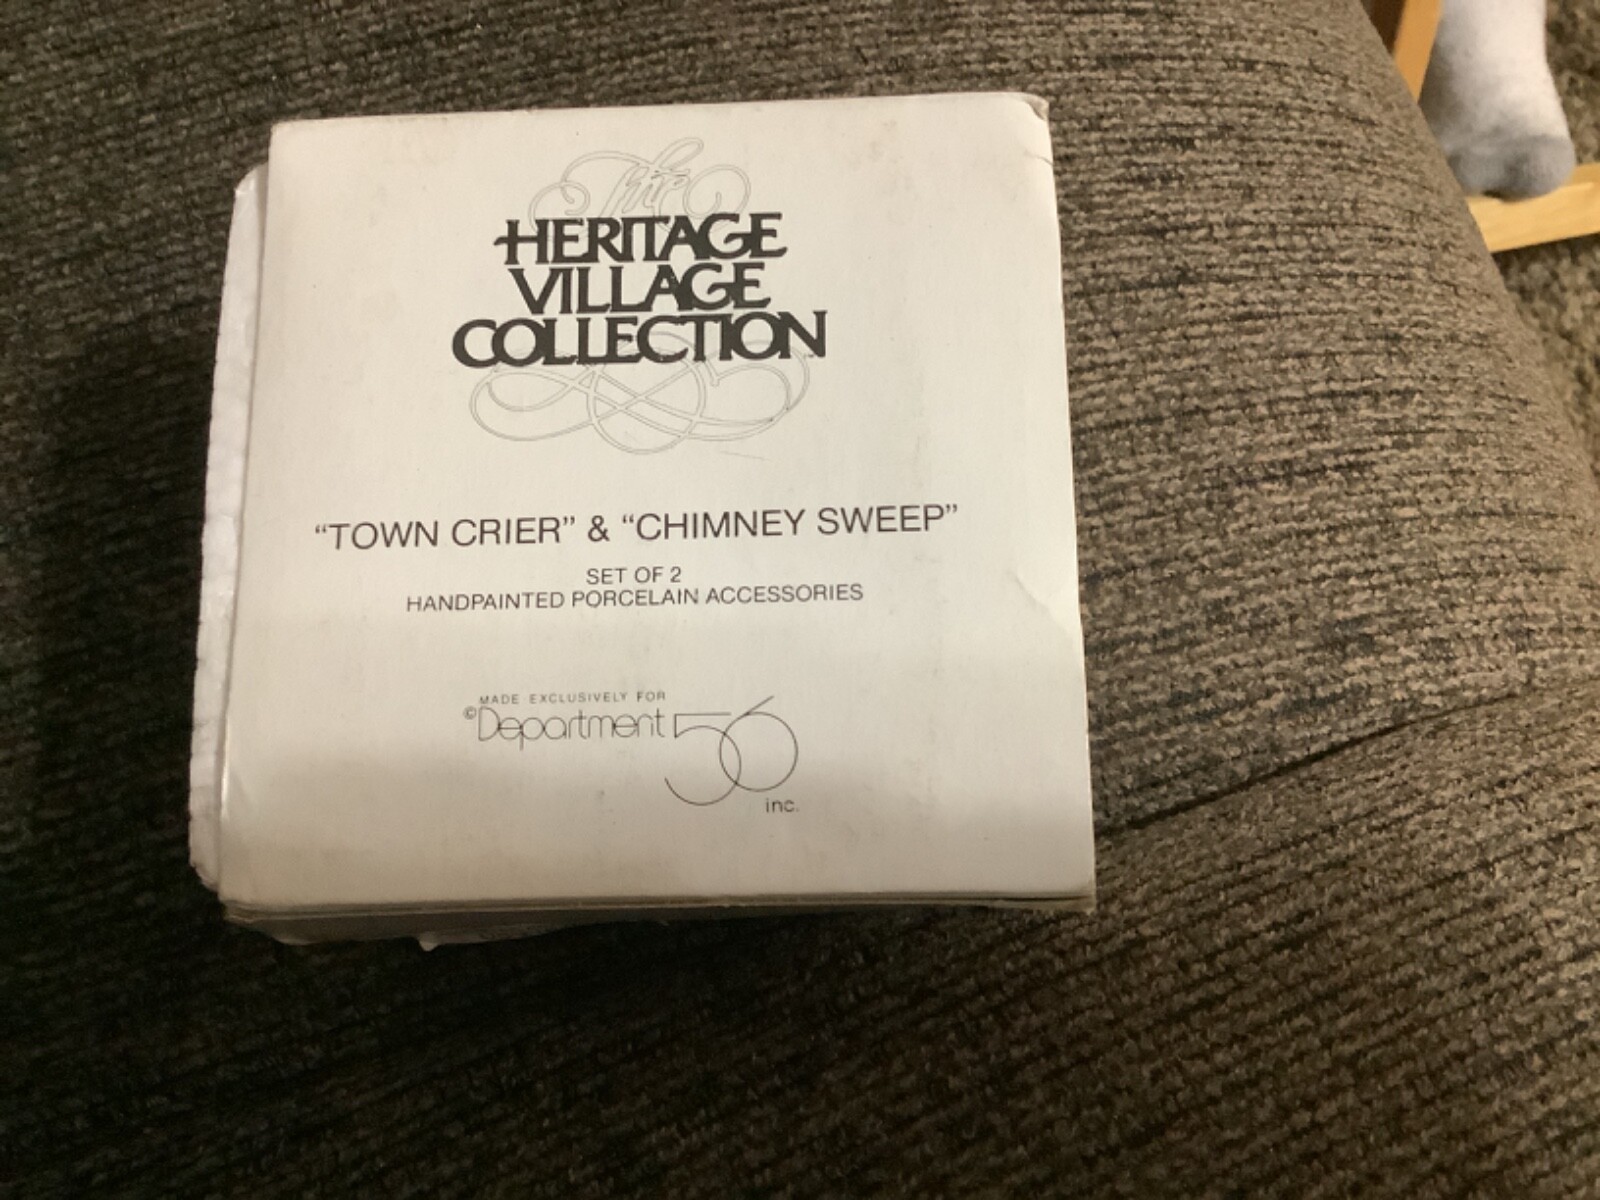 The
HERITAGE
VILLAGE
COLLECTION
“TOWN CRIER” & “CHIMNEY SWEEP”
SET OF 2
HANDPAINTED PORCELAIN ACCESSORIES
MADE EXCLUSIVELY FOR
©Department 56
inc.